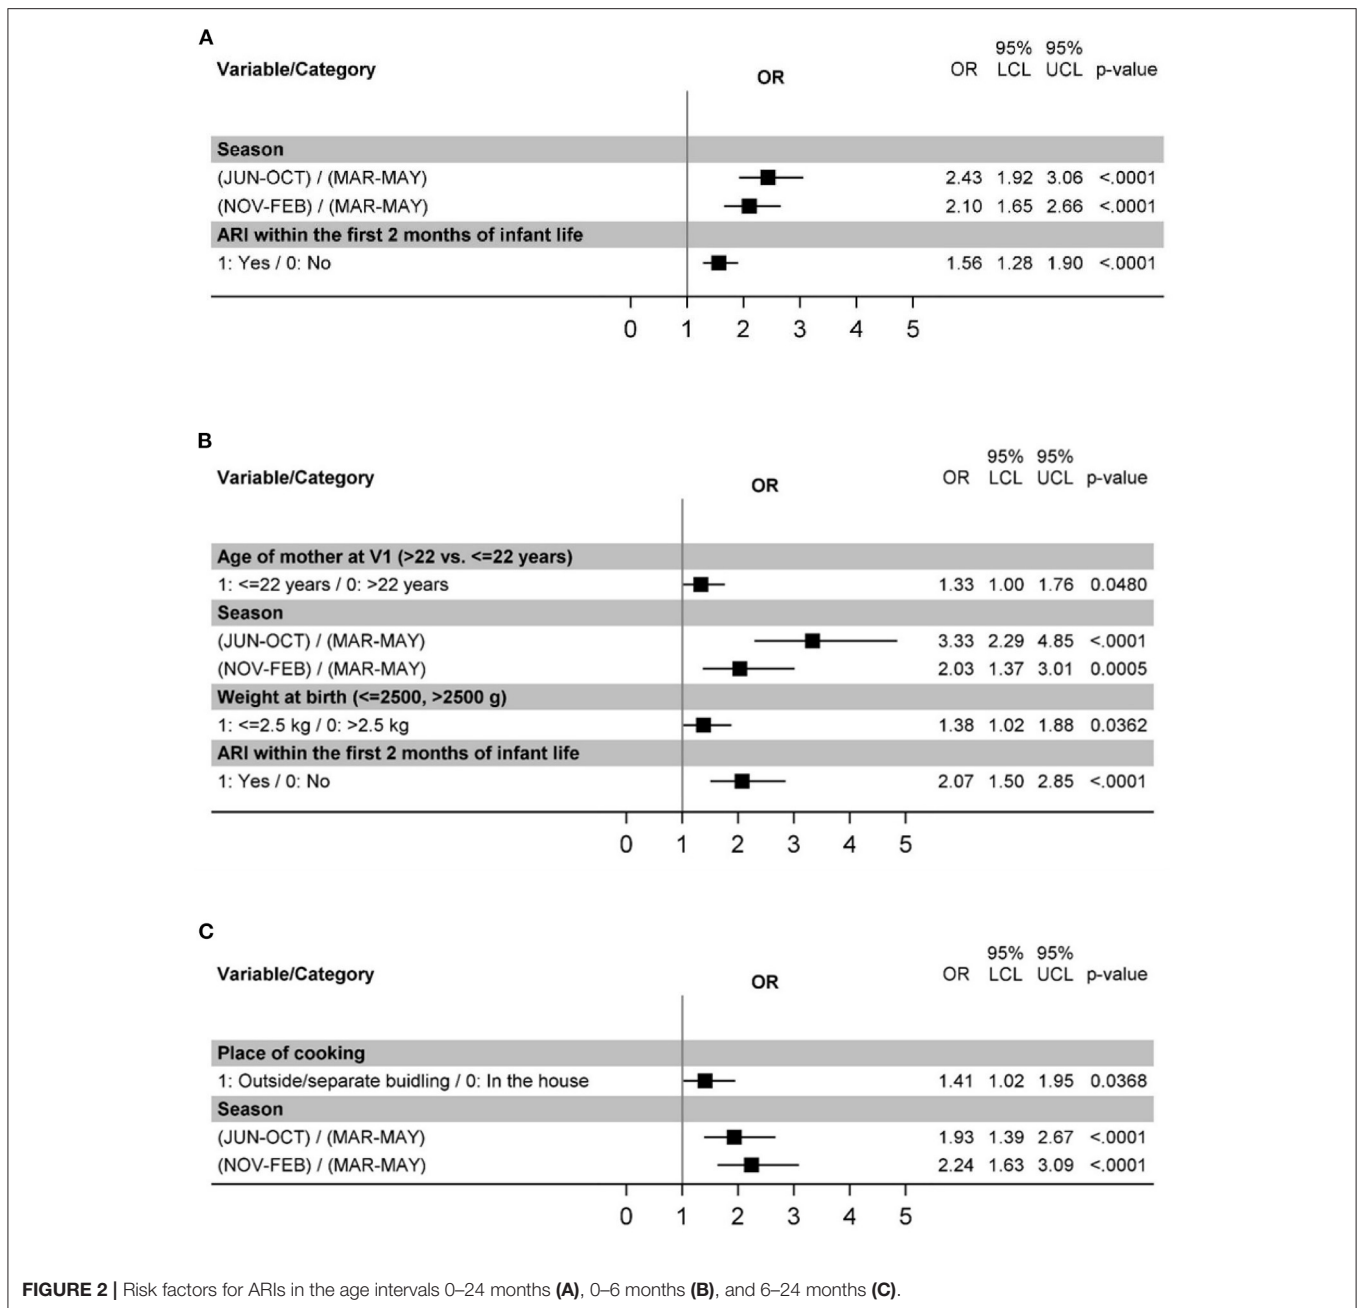 A
Variable/Category OR OR 95% LCL 95% UCL p-value
Season
(JUN-OCT) / (MAR-MAY) 2.43 1.92 3.06 <.0001
(NOV-FEB) / (MAR-MAY) 2.10 1.65 2.66 <.0001
ARI within the first 2 months of infant life
1: Yes / 0: No 1.56 1.28 1.90 <.0001
0 1 2 3 4 5
B
Variable/Category OR OR 95% LCL 95% UCL p-value
Age of mother at V1 (>22 vs. <=22 years)
1: <=22 years / 0: >22 years 1.33 1.00 1.76 0.0480
Season
(JUN-OCT) / (MAR-MAY) 3.33 2.29 4.85 <.0001
(NOV-FEB) / (MAR-MAY) 2.03 1.37 3.01 0.0005
Weight at birth (<=2500, >2500 g)
1: <=2.5 kg / 0: >2.5 kg 1.38 1.02 1.88 0.0362
ARI within the first 2 months of infant life
1: Yes / 0: No 2.07 1.50 2.85 <.0001
0 1 2 3 4 5
C
Variable/Category OR OR 95% LCL 95% UCL p-value
Place of cooking
1: Outside/separate buidling / 0: In the house 1.41 1.02 1.95 0.0368
Season
(JUN-OCT) / (MAR-MAY) 1.93 1.39 2.67 <.0001
(NOV-FEB) / (MAR-MAY) 2.24 1.63 3.09 <.0001
0 1 2 3 4 5
FIGURE 2 | Risk factors for ARIs in the age intervals 0–24 months (A), 0–6 months (B), and 6–24 months (C).